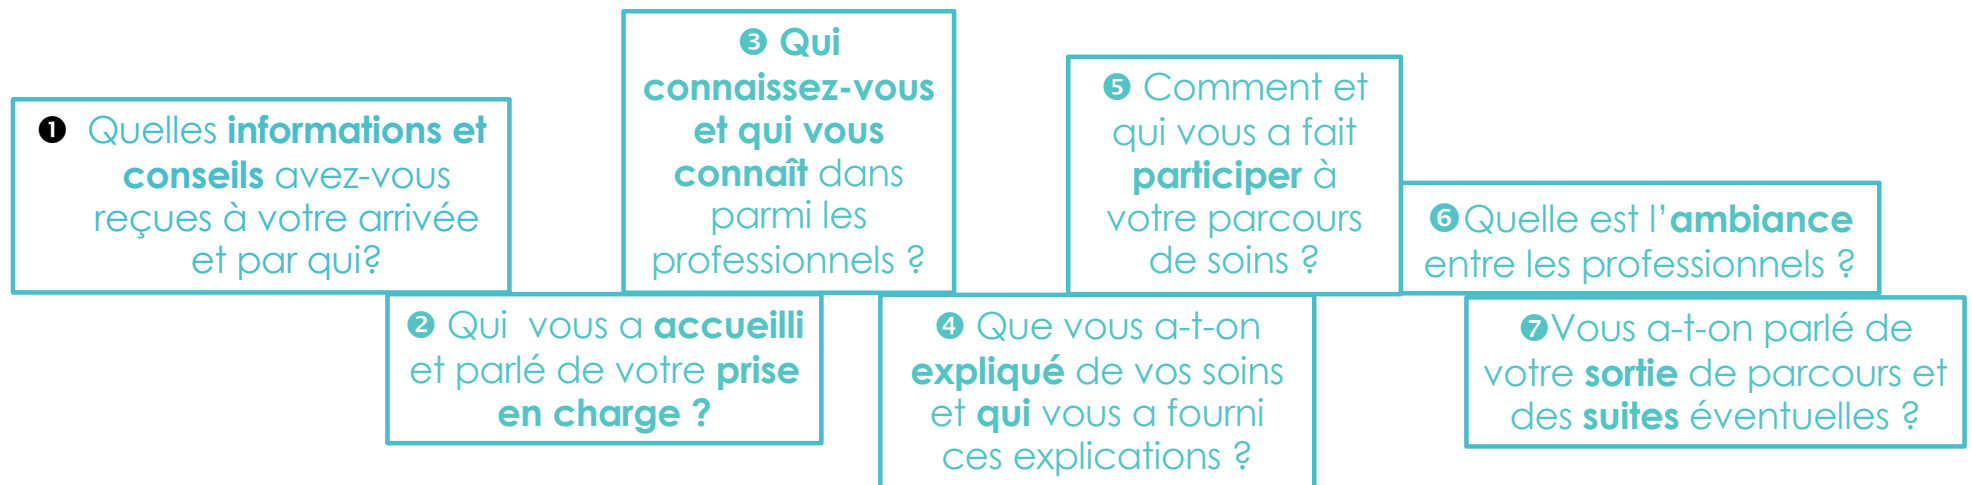 ❶ Quelles informations et
conseils avez-vous
reçues à votre arrivée
et par qui?
❷ Qui vous a accueilli
et parlé de votre prise
en charge ?
❸ Qui
connaissez-vous
et qui vous
connaît dans
parmi les
professionnels ?
❹ Que vous a-t-on
expliqué de vos soins
et qui vous a fourni
ces explications ?
❺ Comment et
qui vous a fait
participer à
votre parcours
de soins ?
❻Quelle est l’ambiance
entre les professionnels ?
❼Vous a-t-on parlé de
votre sortie de parcours et
des suites éventuelles ?